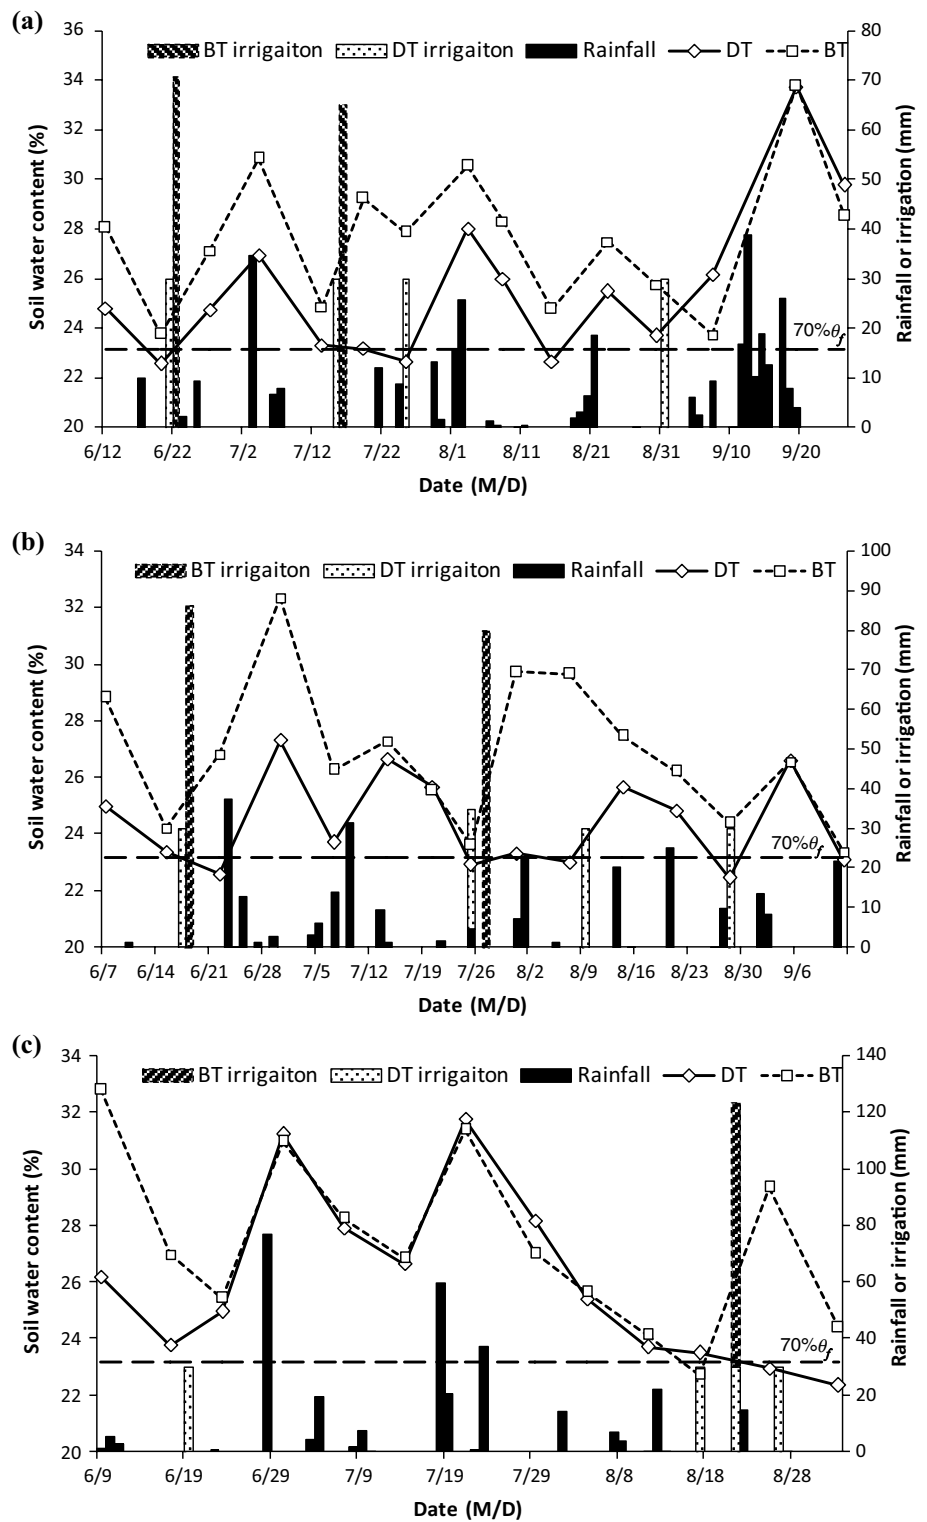 (a)
36 80
BT irrigaiton DT irrigaiton Rainfall DT BT
34 70
32 60
30 50
28 40
26 30
24 20
22 10
20 0
70%θf
Soil water content (%)
Rainfall or irrigation (mm)
6/12 6/22 7/2 7/12 7/22 8/1 8/11 8/21 8/31 9/10 9/20
Date (M/D)
(b)
34 100
BT irrigaiton DT irrigaiton Rainfall DT BT
90
32 80
70
30
60
28 50
26 40
30
24
20
22 10
20 0
70%θf
Soil water content (%)
Rainfall or irrigation (mm)
6/7 6/14 6/21 6/28 7/5 7/12 7/19 7/26 8/2 8/9 8/16 8/23 8/30 9/6
Date (M/D)
(c)
34 140
BT irrigaiton DT irrigaiton Rainfall DT BT
32 120
30 100
28 80
26 60
24 40
22 20
20 0
70%θf
Soil water content (%)
Rainfall or irrigation (mm)
6/9 6/19 6/29 7/9 7/19 7/29 8/8 8/18 8/28
Date (M/D)